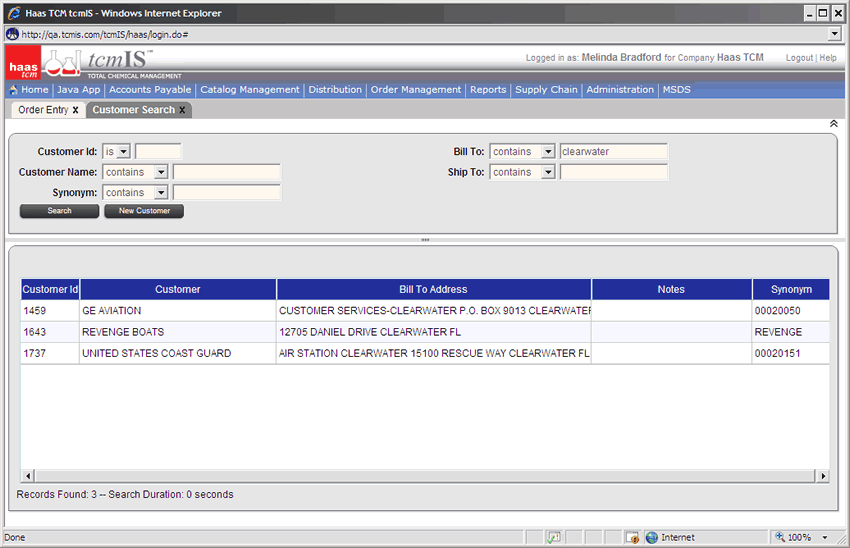 Haas TCM tcmIS - Windows Internet Explorer
http://qa.tcmis.com/tcmIS/haas/login.do#
haas tcm
tcmIS™
TOTAL CHEMICAL MANAGEMENT
Logged in as: Melinda Bradford for Company Haas TCM Logout | Help
Home Java App Accounts Payable Catalog Management Distribution Order Management Reports Supply Chain Administration MSDS
Order Entry x Customer Search x
Customer Id: is Bill To: contains clearwater
Customer Name: contains Ship To: contains
Synonym: contains
Search New Customer
Customer Id Customer Bill To Address Notes Synonym
1459 GE AVIATION CUSTOMER SERVICES-CLEARWATER P.O. BOX 9013 CLEARWATER 00020050
1643 REVENGE BOATS 12705 DANIEL DRIVE CLEARWATER FL REVENGE
1737 UNITED STATES COAST GUARD AIR STATION CLEARWATER 15100 RESCUE WAY CLEARWATER FL 00020151
Records Found: 3 -- Search Duration: 0 seconds
Done Internet 100%